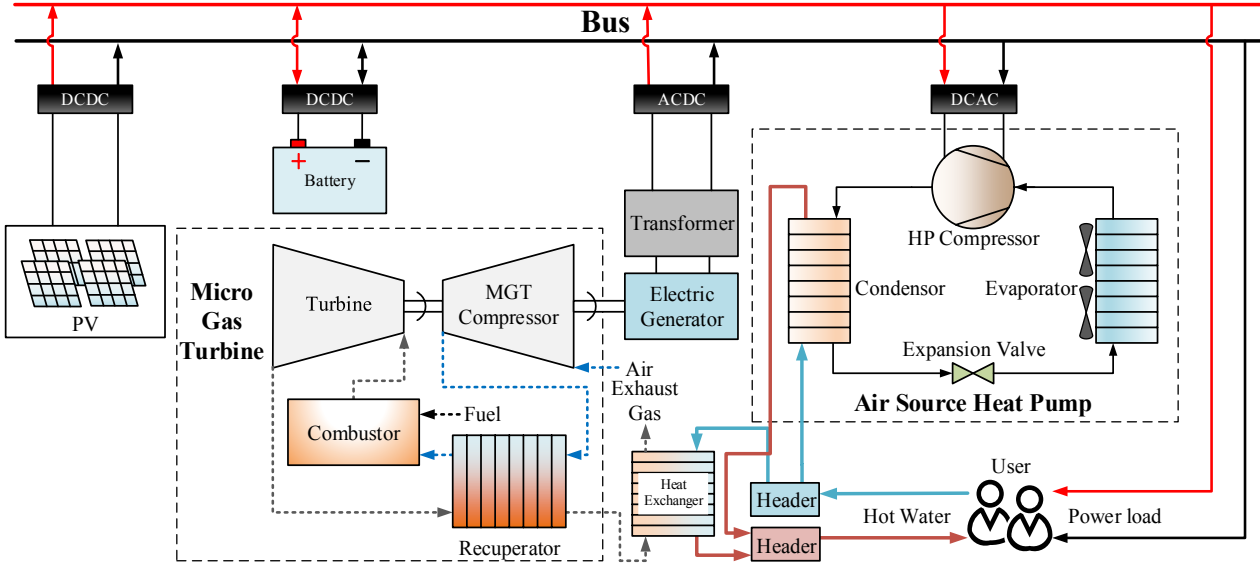 Bus
DCDC
DCDC
ACDC
DCAC
+
−
Battery
Transformer
HP Compressor
PV
Micro
Gas
Turbine
Turbine
MGT
Compressor
Electric
Generator
Condensor
Evaporator
Expansion Valve
Air Source Heat Pump
Air
Exhaust
Gas
Fuel
Combustor
Recuperator
Heat
Exchanger
Header
Header
User
Hot Water
Power load